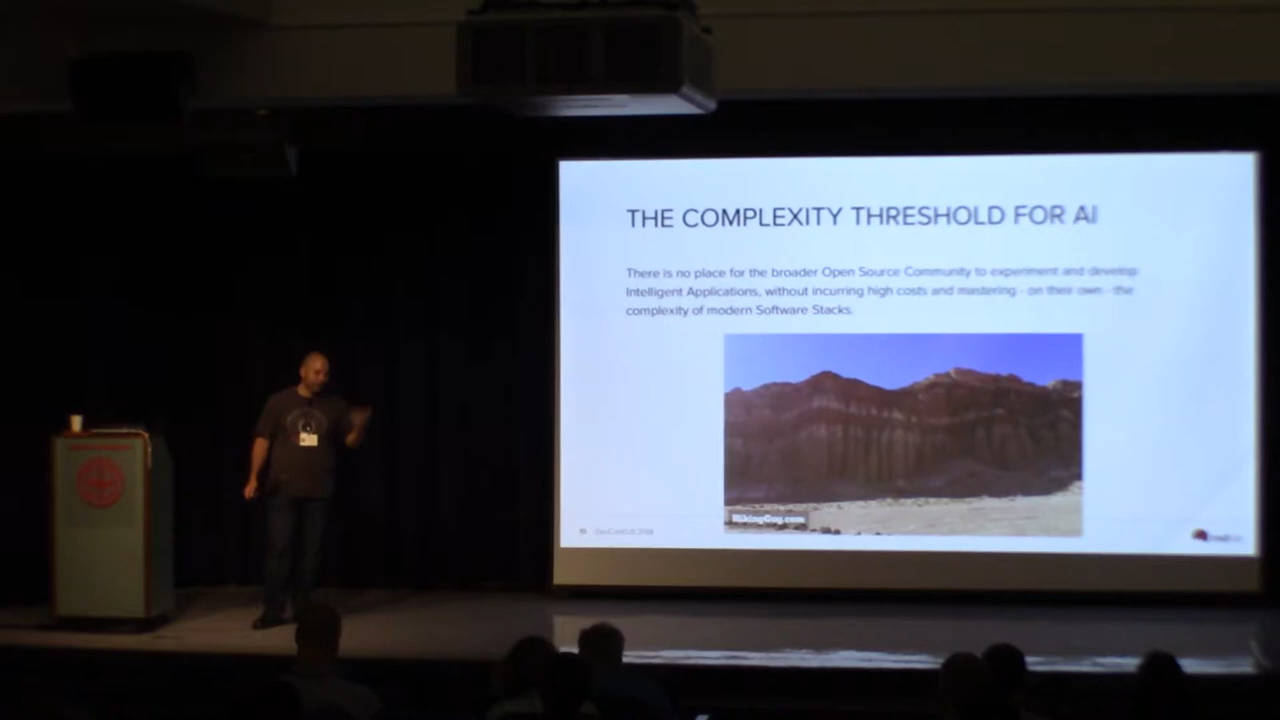 THE COMPLEXITY THRESHOLD FOR AI
There is no place for the broader Open Source Community to experiment and develop
Intelligent Applications, without incurring high costs and mastering - on their own - the
complexity of modern Software Stacks.
HikingGuy.com